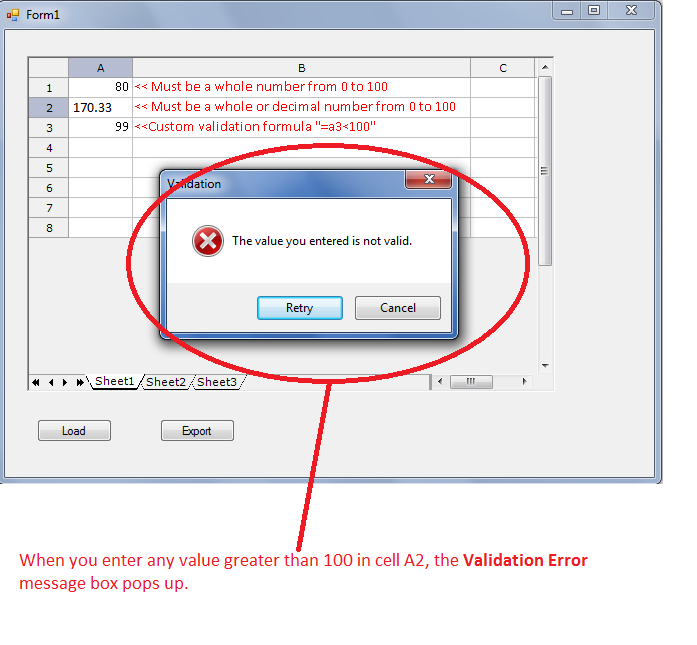 Form1
A B C
1 80 << Must be a whole number from 0 to 100
2 170.33 << Must be a whole or decimal number from 0 to 100
3 99 <<Custom validation formula "=a3<100"
4
5
6
7
8
Validation
The value you entered is not valid.
Retry Cancel
Sheet1 Sheet2 Sheet3
Load Export
When you enter any value greater than 100 in cell A2, the Validation Error
message box pops up.